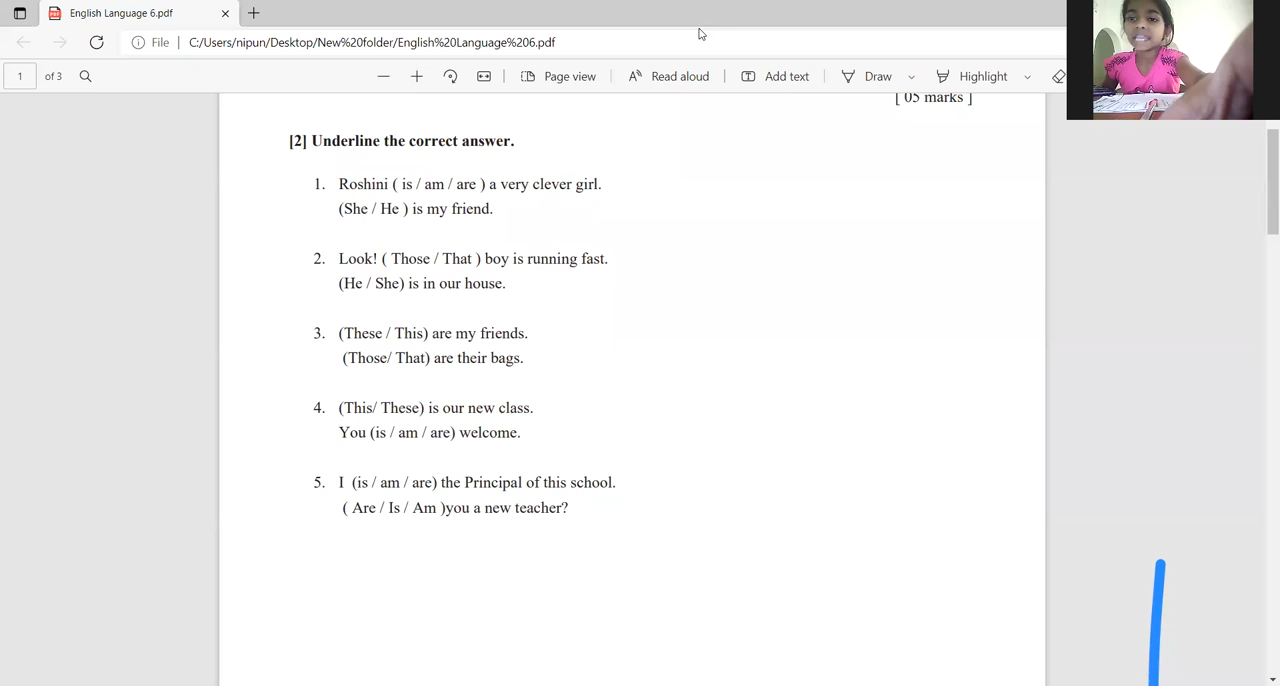 English Language 6.pdf
File
C:/Users/nipun/Desktop/New%20folder/English%20Language%206.pdf
1 of 3
Page view
Read aloud
Add text
Draw
Highlight
[ 05 marks ]
[2] Underline the correct answer.
1. Roshini ( is / am / are ) a very clever girl.
(She / He ) is my friend.
2. Look! ( Those / That ) boy is running fast.
(He / She) is in our house.
3. (These / This) are my friends.
(Those/ That) are their bags.
4. (This/ These) is our new class.
You (is / am / are) welcome.
5. I (is / am / are) the Principal of this school.
( Are / Is / Am )you a new teacher?